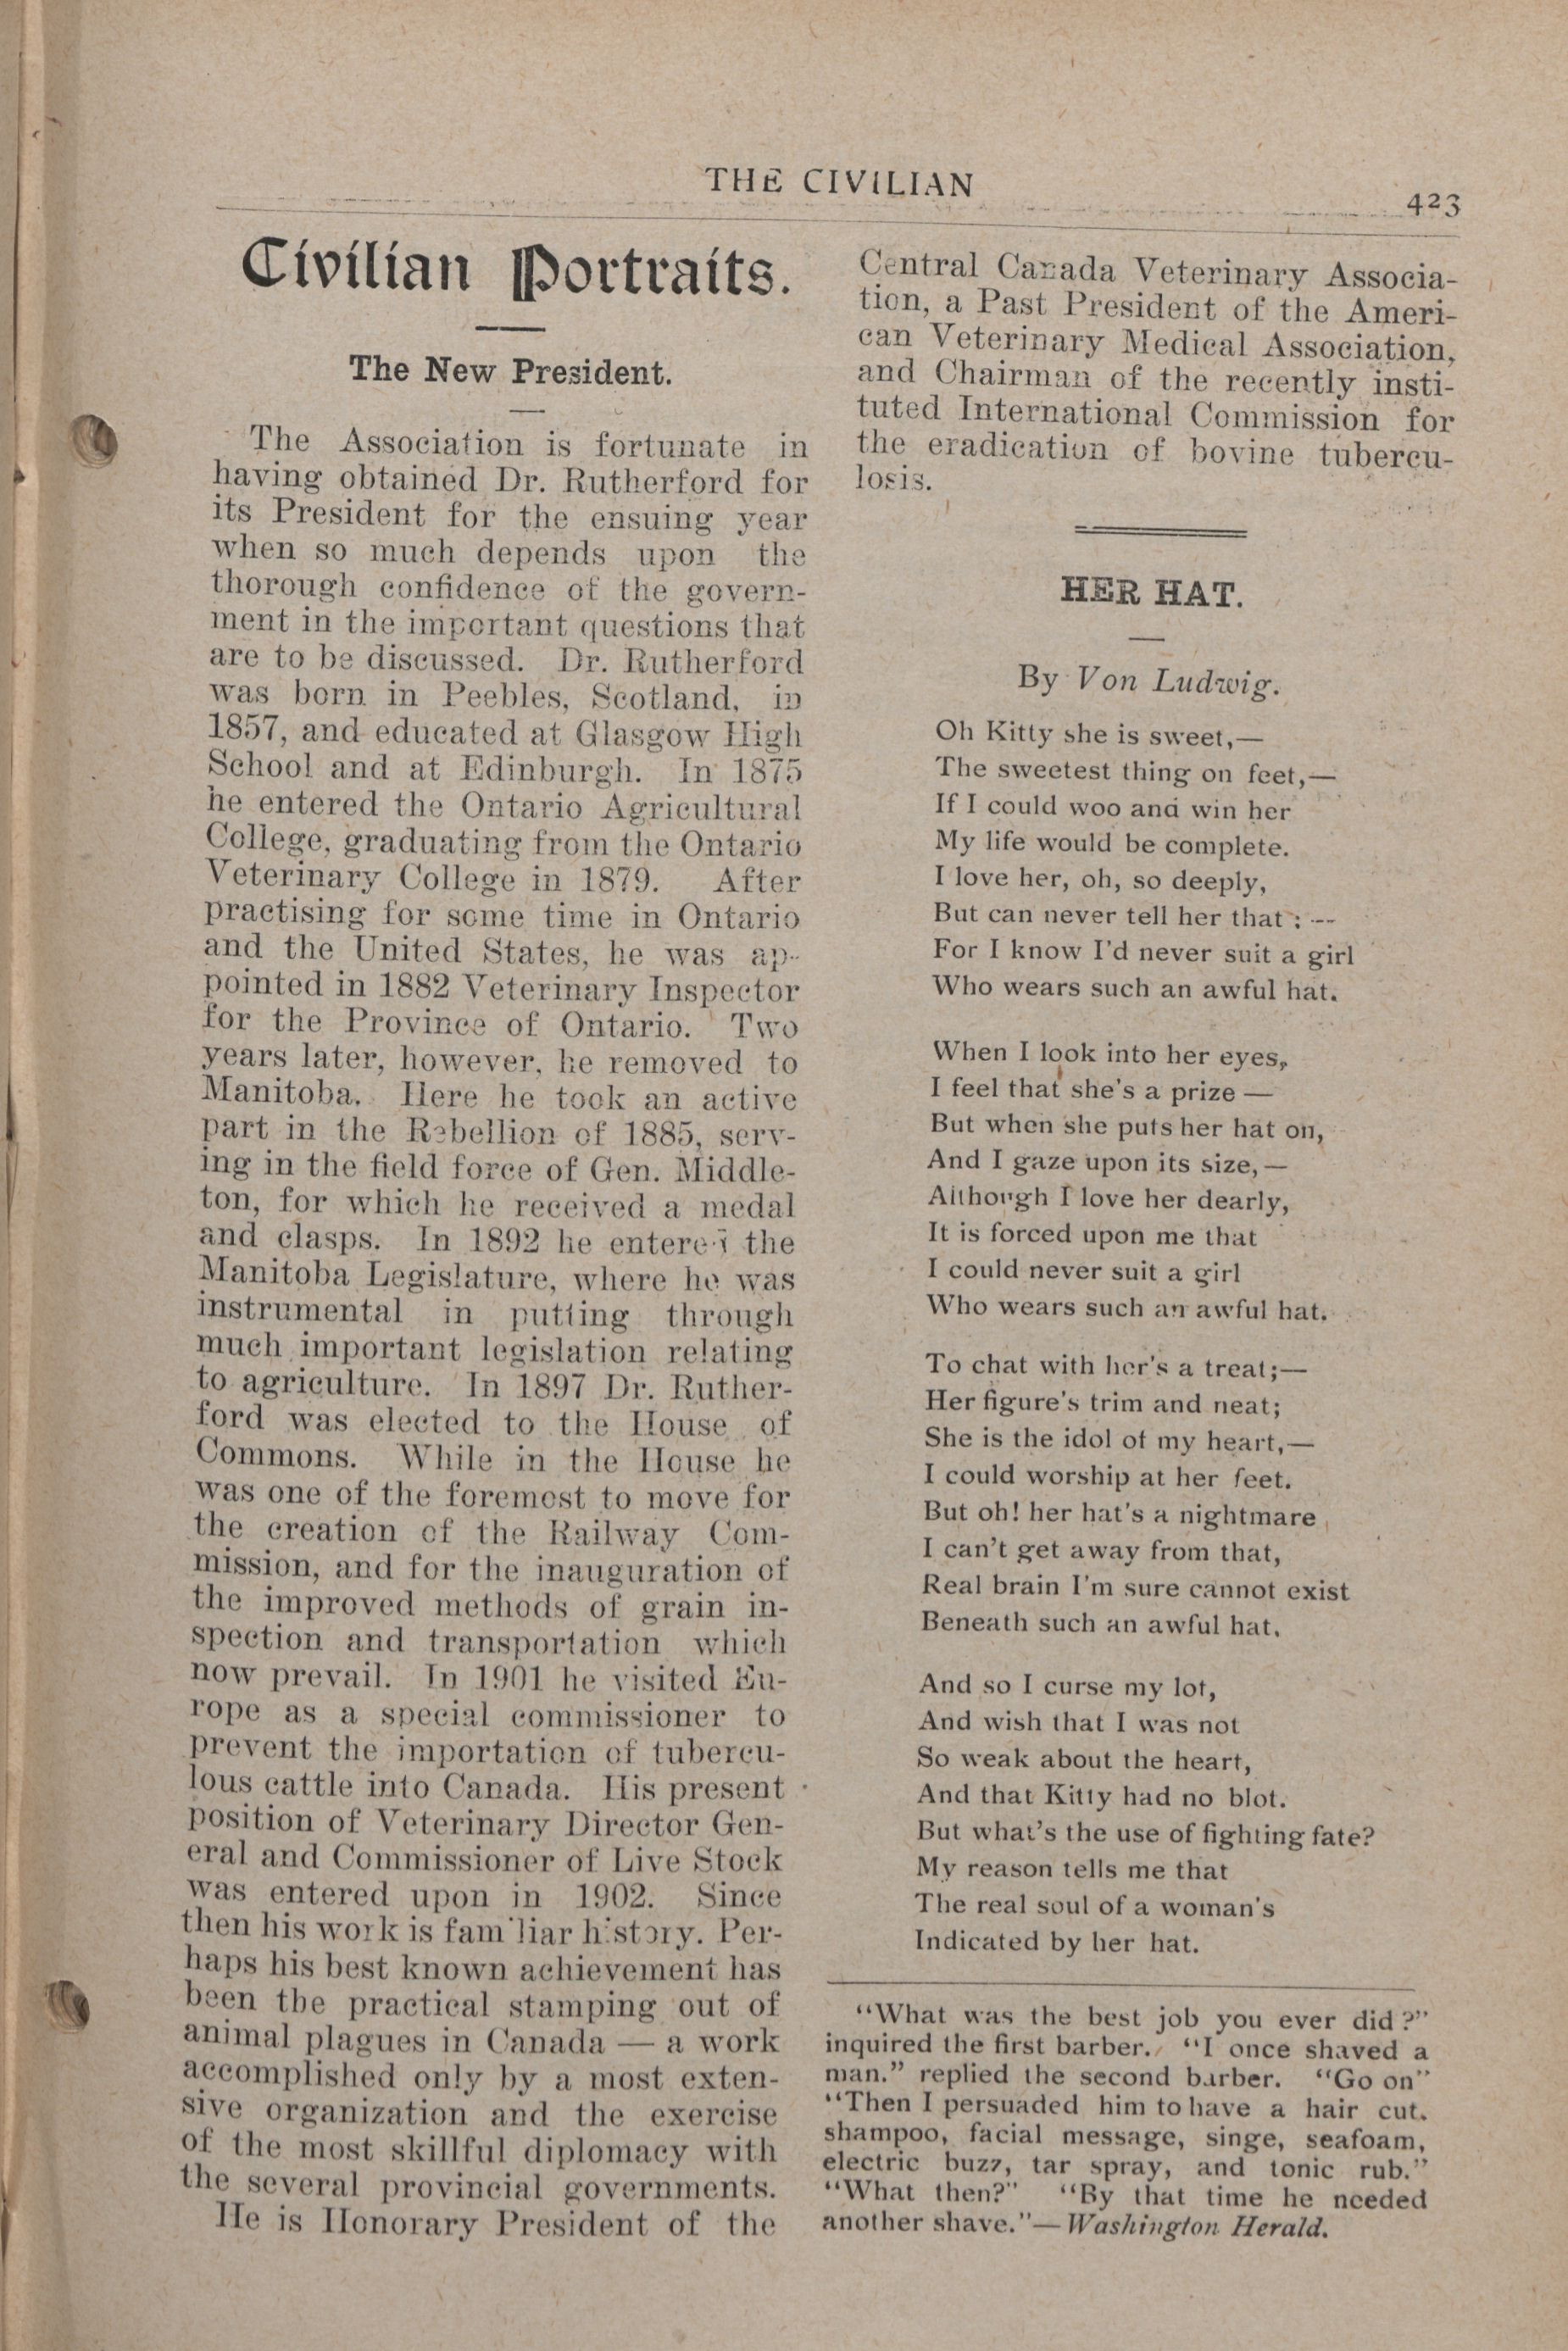 THE CIVILIAN
423
Civilian Portraits.
The New President.
The Association is fortunate in
having obtained Dr. Rutherford for
its President for the ensuing year
when so much depends upon the
thorough confidence of the govern-
ment in the important questions that
are to be discussed. Dr. Rutherford
was born in Peebles, Scotland, in
1857, and educated at Glasgow High
School and at Edinburgh. In 1875
he entered the Ontario Agricultural
College, graduating from the Ontario
Veterinary College in 1879. After
practising for some time in Ontario
and the United States, he was ap-
pointed in 1882 Veterinary Inspector
for the Province of Ontario. Two
years later, however, he removed to
Manitoba. Here he took an active
part in the Rebellion of 1885, serv-
ing in the field force of Gen. Middle-
ton, for which he received a medal
and clasps. In 1892 he entered the
Manitoba Legislature, where he was
instrumental in putting through
much important legislation relating
to agriculture. In 1897 Dr. Ruther-
ford was elected to the House of
Commons. While in the House he
was one of the foremost to move for
the creation of the Railway Com-
mission, and for the inauguration of
the improved methods of grain in-
spection and transportation which
now prevail. In 1901 he visited Eu-
rope as a special commissioner to
prevent the importation of tubercu-
lous cattle into Canada. His present
position of Veterinary Director Gen-
eral and Commissioner of Live Stock
was entered upon in 1902. Since
then his work is familiar history. Per-
haps his best known achievement has
been the practical stamping out of
animal plagues in Canada — a work
accomplished only by a most exten-
sive organization and the exercise
of the most skillful diplomacy with
the several provincial governments.
He is Honorary President of the
Central Canada Veterinary Associa-
tion, a Past President of the Ameri-
can Veterinary Medical Association,
and Chairman of the recently insti-
tuted International Commission for
the eradication of bovine tubercu-
losis.
HER HAT.
By Von Ludwig.
Oh Kitty she is sweet,—
The sweetest thing on feet,—
If I could woo and win her
My life would be complete.
I love her, oh, so deeply,
But can never tell her that: —
For I know I'd never suit a girl
Who wears such an awful hat.
When I look into her eyes,
I feel that she's a prize —
But when she puts her hat on,
And I gaze upon its size,—
Although I love her dearly,
It is forced upon me that
I could never suit a girl
Who wears such an awful hat.
To chat with her's a treat;—
Her figure's trim and neat;
She is the idol of my heart,—
I could worship at her feet.
But oh! her hat's a nightmare
I can't get away from that,
Real brain I'm sure cannot exist
Beneath such an awful hat.
And so I curse my lot,
And wish that I was not
So weak about the heart,
And that Kitty had no blot.
But what's the use of fighting fate?
My reason tells me that
The real soul of a woman's
Indicated by her hat.
"What was the best job you ever did?"
inquired the first barber. "I once shaved a
man." replied the second barber. "Go on"
"Then I persuaded him to have a hair cut.
shampoo, facial message, singe, seafoam,
electric buzz, tar spray, and tonic rub."
"What then?" "By that time he needed
another shave."—Washington Herald.